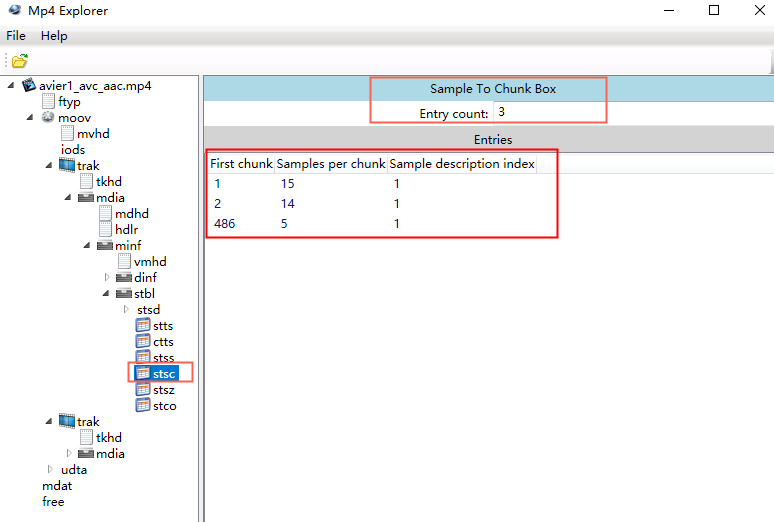 Mp4 Explorer
File Help
avier1_avc_aac.mp4
ftyp
moov
mvhd
iods
trak
tkhd
mdia
mdhd
hdlr
minf
vmhd
dinf
stbl
stsd
stts
ctts
stss
stsc
stsz
stco
trak
tkhd
mdia
udta
mdat
free
Sample To Chunk Box
Entry count: 3
Entries
First chunk Samples per chunk Sample description index
1 15 1
2 14 1
486 5 1